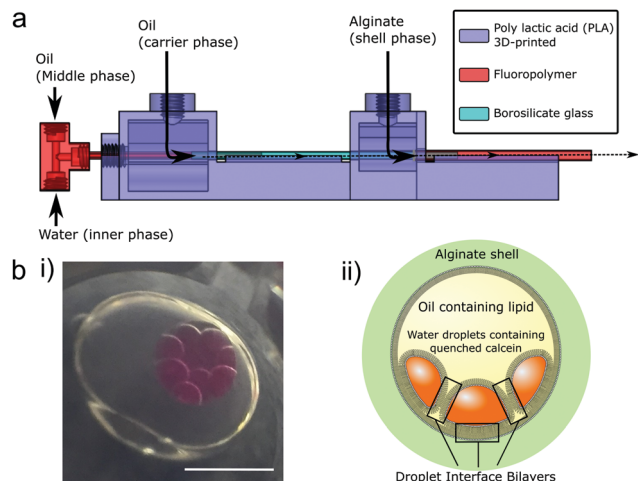 a
Oil
(Middle phase)
Oil
(carrier phase)
Alginate
(shell phase)
Poly lactic acid (PLA)
3D-printed
Fluoropolymer
Borosilicate glass
Water (inner phase)
b i)
ii)
Alginate shell
Oil containing lipid
Water droplets containing
quenched calcein
Droplet Interface Bilayers